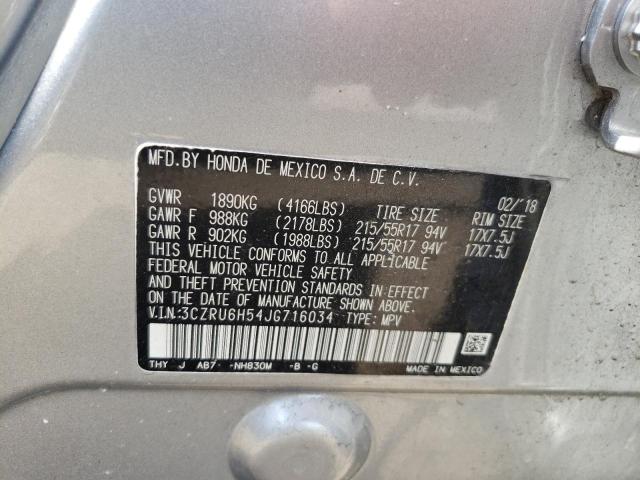 MFD. BY HONDA DE MEXICO S.A. DE C.V.
02/'18
GVWR 1890KG (4166LBS) TIRE SIZE RIM SIZE
GAWR F 988KG (2178LBS) 215/55R17 94V 17X7.5J
GAWR R 902KG (1988LBS) 215/55R17 94V 17X7.5J
THIS VEHICLE CONFORMS TO ALL APPLICABLE
FEDERAL MOTOR VEHICLE SAFETY
AND THEFT PREVENTION STANDARDS IN EFFECT
ON THE DATE OF MANUFACTURE SHOWN ABOVE.
V.I.N.:3CZRU6H54JG716034 TYPE: MPV
THY J AB7 -NH830M -B -G MADE IN MEXICO